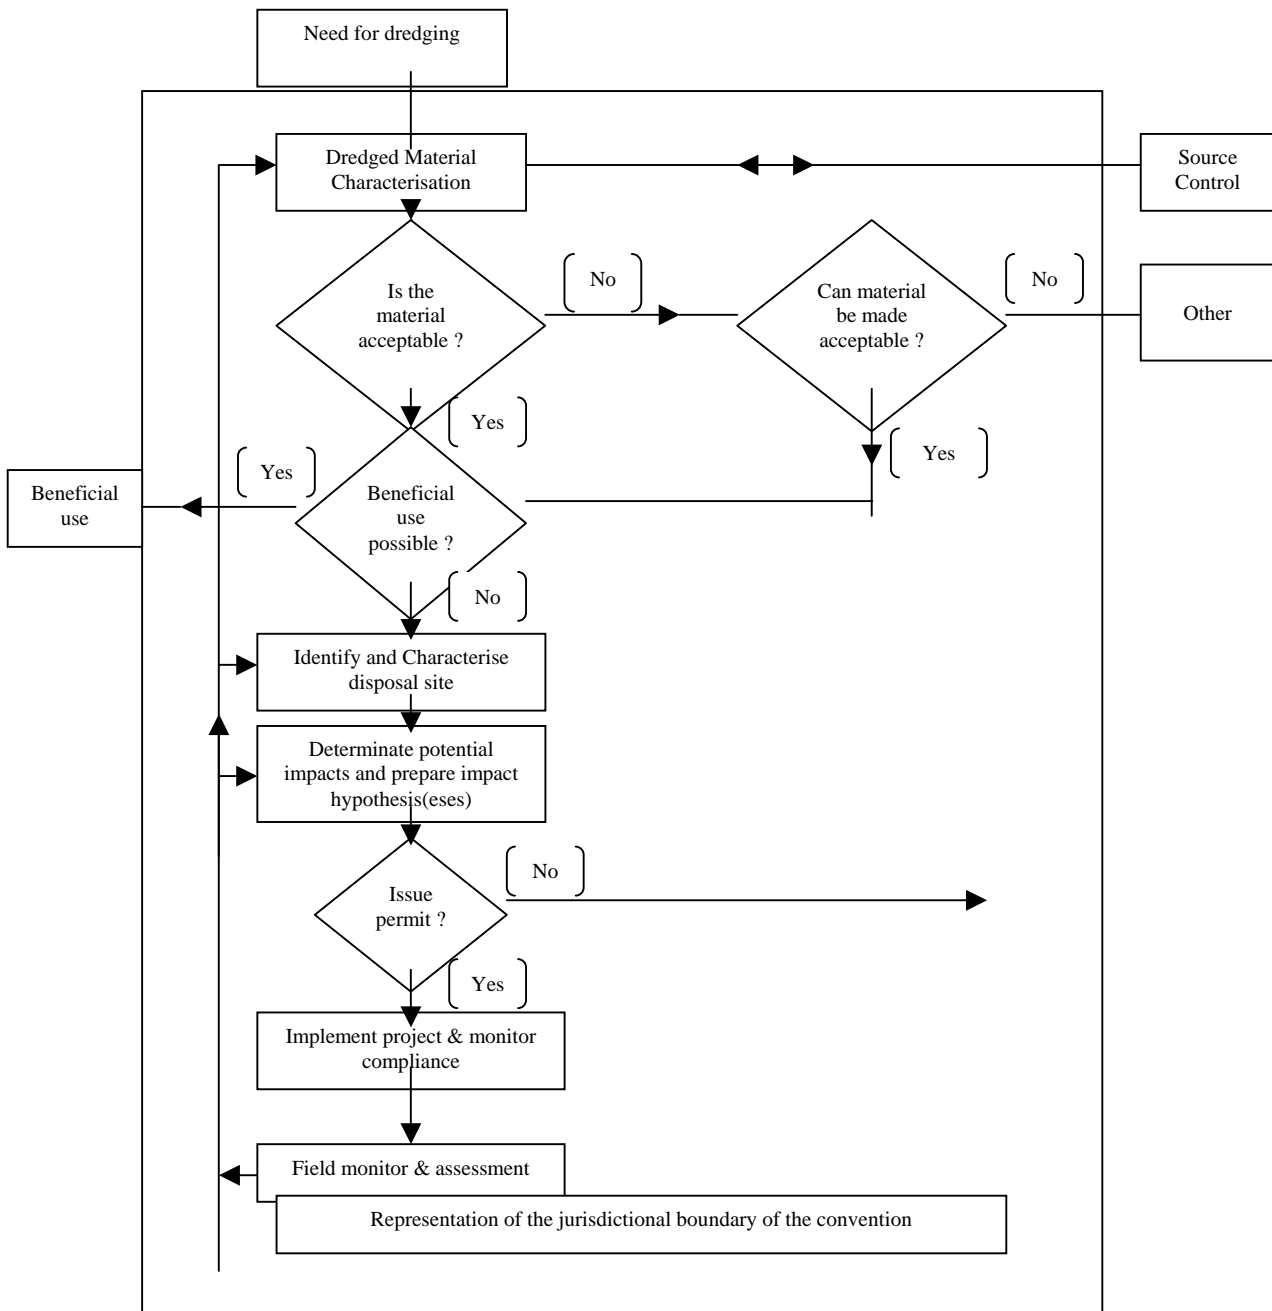 Need for dredging
Dredged Material
Characterisation
Source
Control
Is the
material
acceptable ?
No
Can material
be made
acceptable ?
No
Other
Yes
Yes
Beneficial
use
Yes
Beneficial
use
possible ?
No
Identify and Characterise
disposal site
Determinate potential
impacts and prepare impact
hypothesis(eses)
Issue
permit ?
No
Yes
Implement project & monitor
compliance
Field monitor & assessment
Representation of the jurisdictional boundary of the convention